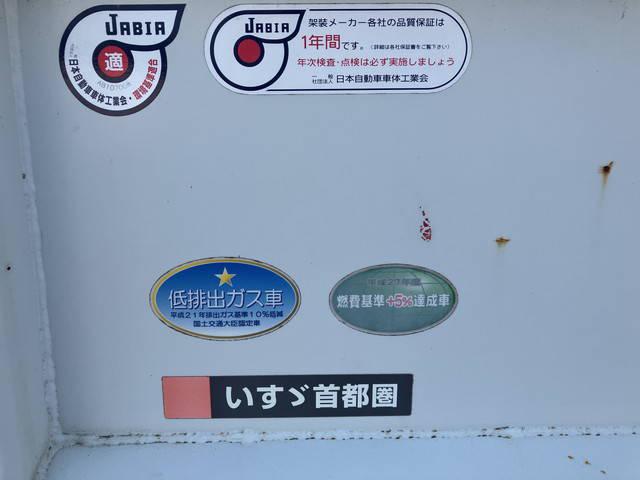 JABIA
適
AB107008
日本自動車車体工業会・環境基準適合
JABIA
架装メーカー各社の品質保証は
1年間です。(詳細は各社保証書をご覧下さい)
年次検査・点検は必ず実施しましょう
一般社団法人 日本自動車車体工業会
低排出ガス車
平成21年排出ガス基準10%低減
国土交通大臣認定車
平成27年度
燃費基準+5%達成車
いすゞ首都圏